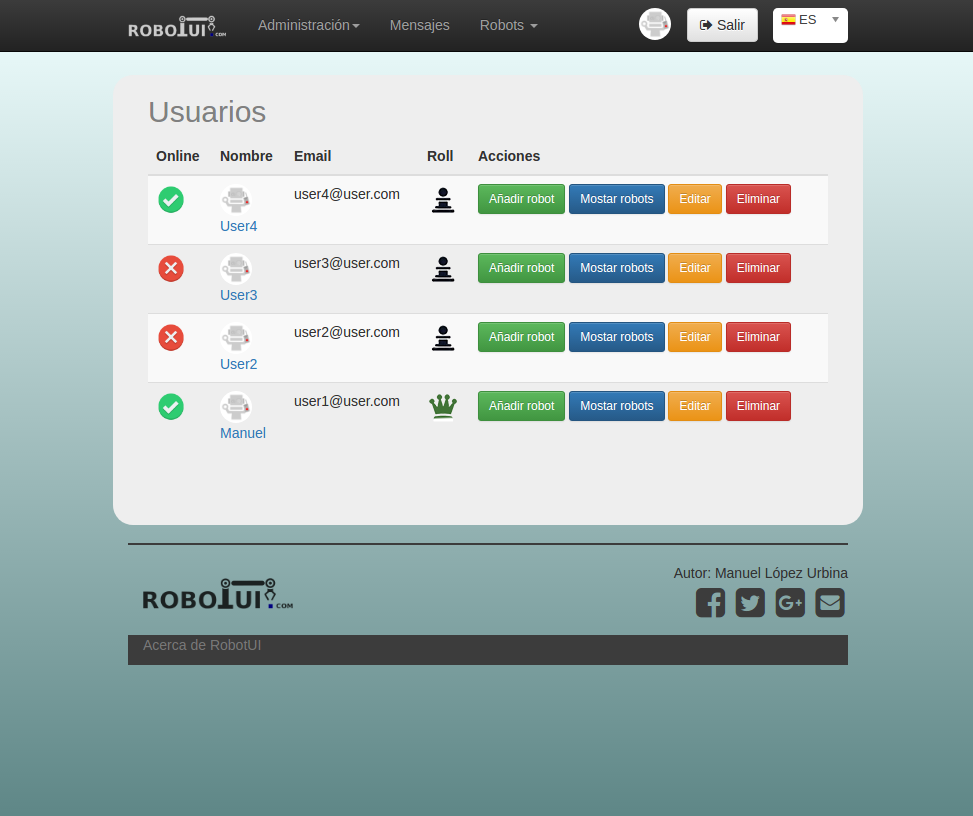 ROBOTUI.COM Administración Mensajes Robots Salir ES
Usuarios
Online Nombre Email Roll Acciones
user4@user.com Añadir robot Mostar robots Editar Eliminar
User4
user3@user.com Añadir robot Mostar robots Editar Eliminar
User3
user2@user.com Añadir robot Mostar robots Editar Eliminar
User2
user1@user.com Añadir robot Mostar robots Editar Eliminar
Manuel
Autor: Manuel López Urbina
ROBOTUI.COM
Acerca de RobotUI